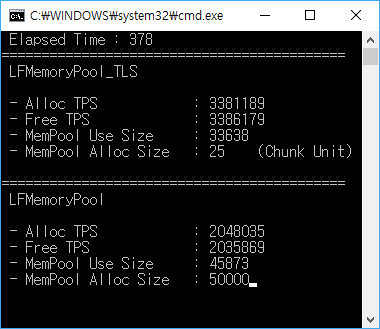 C:₩WINDOWS₩system32₩cmd.exe
Elapsed Time : 378
===========================================
LFMemoryPool_TLS
- Alloc TPS : 3381189
- Free TPS : 3386179
- MemPool Use Size : 33638
- MemPool Alloc Size : 25 (Chunk Unit)
===========================================
LFMemoryPool
- Alloc TPS : 2048035
- Free TPS : 2035869
- MemPool Use Size : 45873
- MemPool Alloc Size : 50000